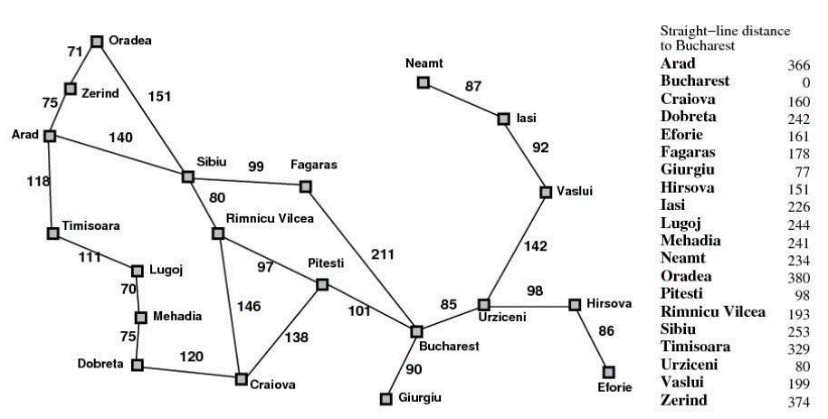 Oradea
71
Neamt
87
Zerind
151
75
Iasi
Arad
140
92
Sibiu
99
Fagaras
118
80
Vaslui
Rimnicu Vilcea
Timisoara
111
97
211
142
Lugoj
Pitesti
70
98
146
85
Hirsova
Mehadia
101
Urziceni
86
75
138
Bucharest
120
90
Dobreta
Craiova
Eforie
Giurgiu
Straight−line distance
to Bucharest
Arad 366
Bucharest 0
Craiova 160
Dobreta 242
Eforie 161
Fagaras 178
Giurgiu 77
Hirsova 151
Iasi 226
Lugoj 244
Mehadia 241
Neamt 234
Oradea 380
Pitesti 98
Rimnicu Vilcea 193
Sibiu 253
Timisoara 329
Urziceni 80
Vaslui 199
Zerind 374